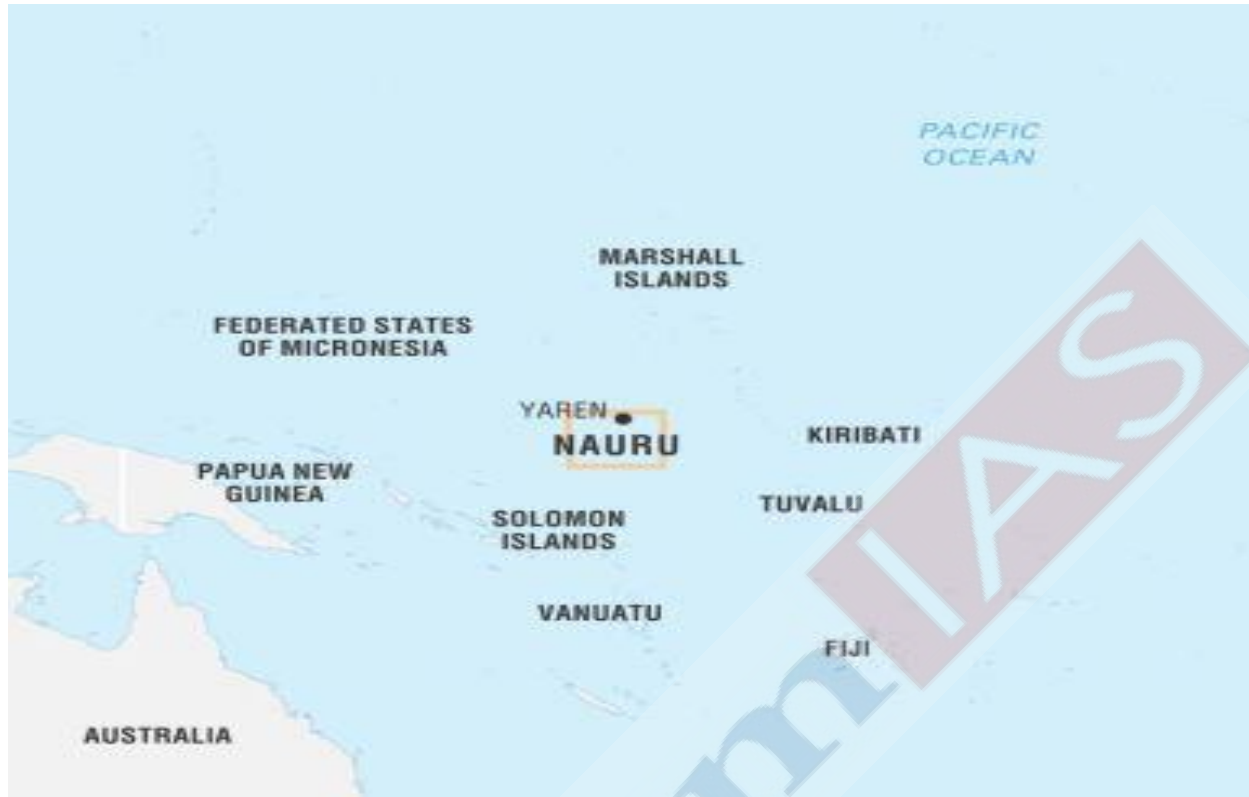 PACIFIC
OCEAN
MARSHALL
ISLANDS
FEDERATED STATES
OF MICRONESIA
YAREN
NAURU
KIRIBATI
PAPUA NEW
GUINEA
TUVALU
SOLOMON
ISLANDS
VANUATU
FIJI
AUSTRALIA
m IAS